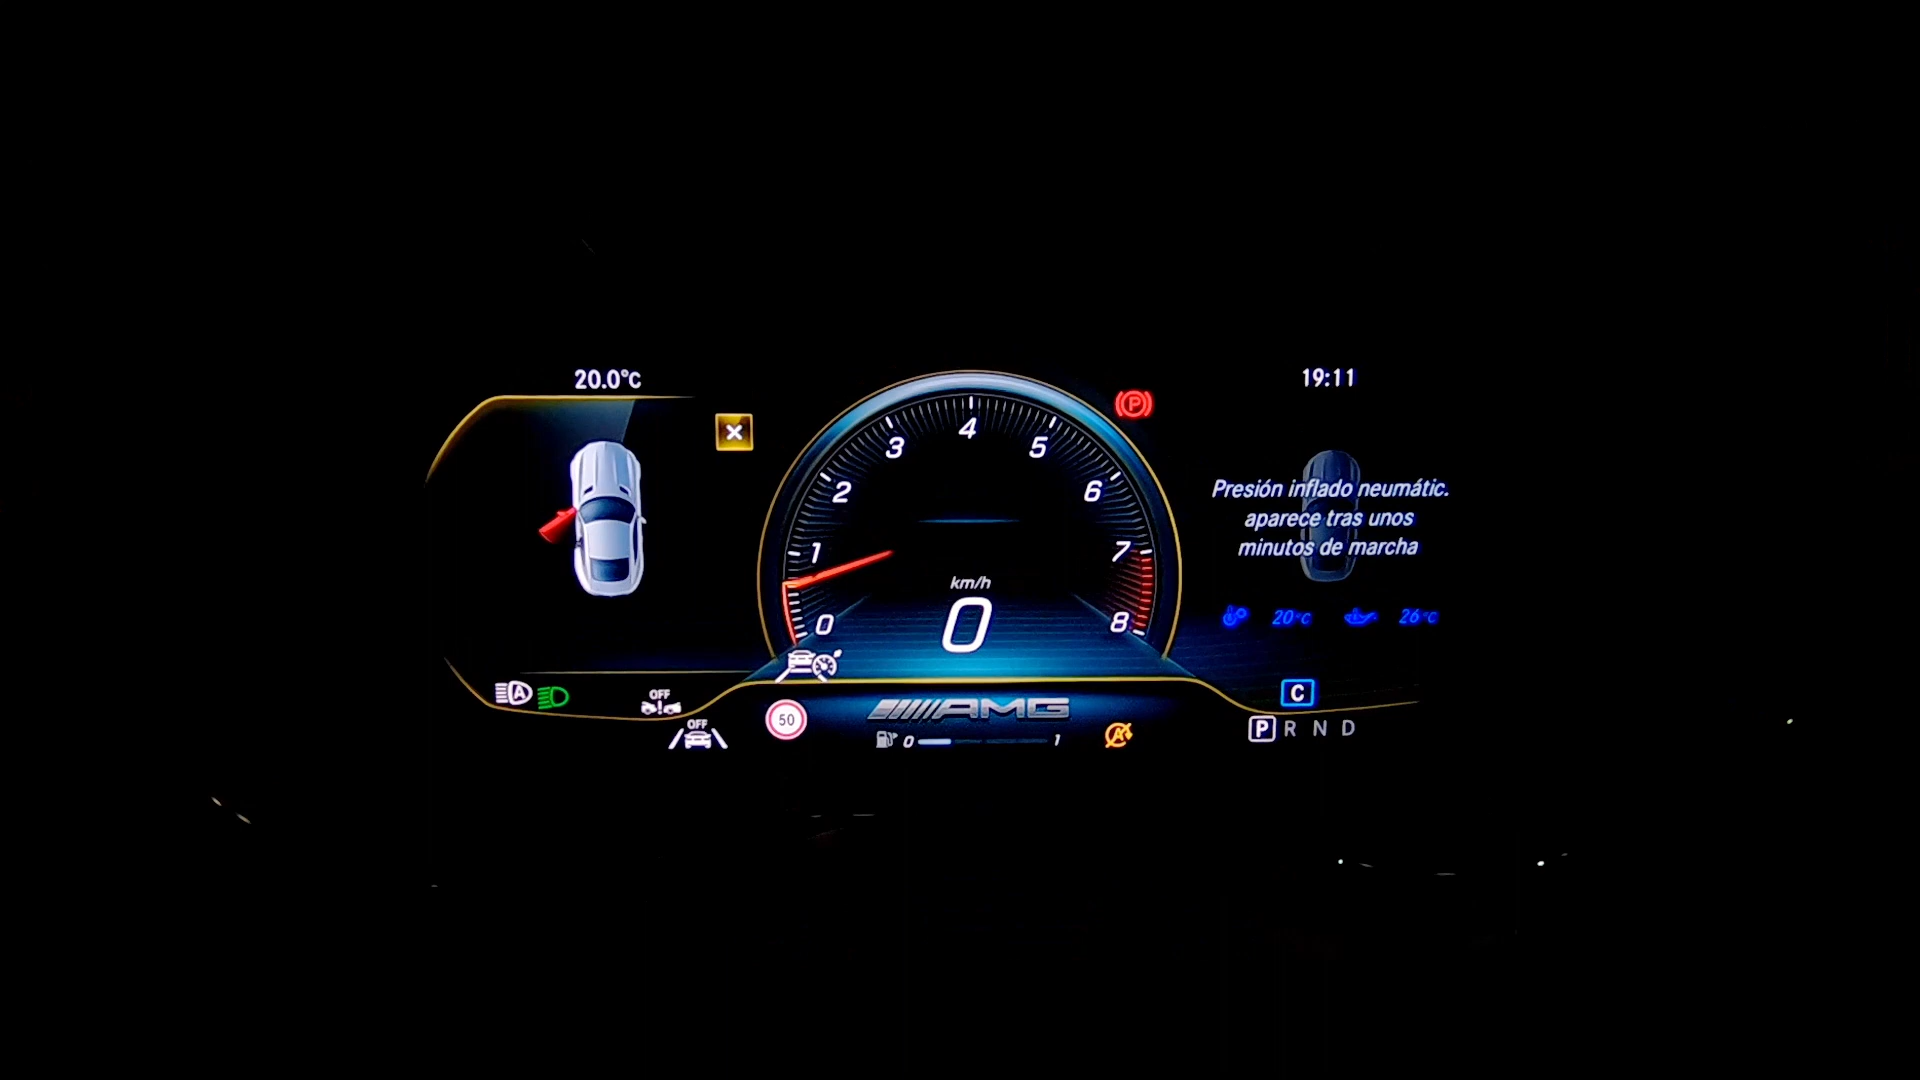 20.0°C
19:11
0
1
2
3
4
5
6
7
8
km/h
0
Presión inflado neumátic.
aparece tras unos
minutos de marcha
20°C 26°C
A
OFF
OFF
50
AMG
0 1
A
C
P R N D
P